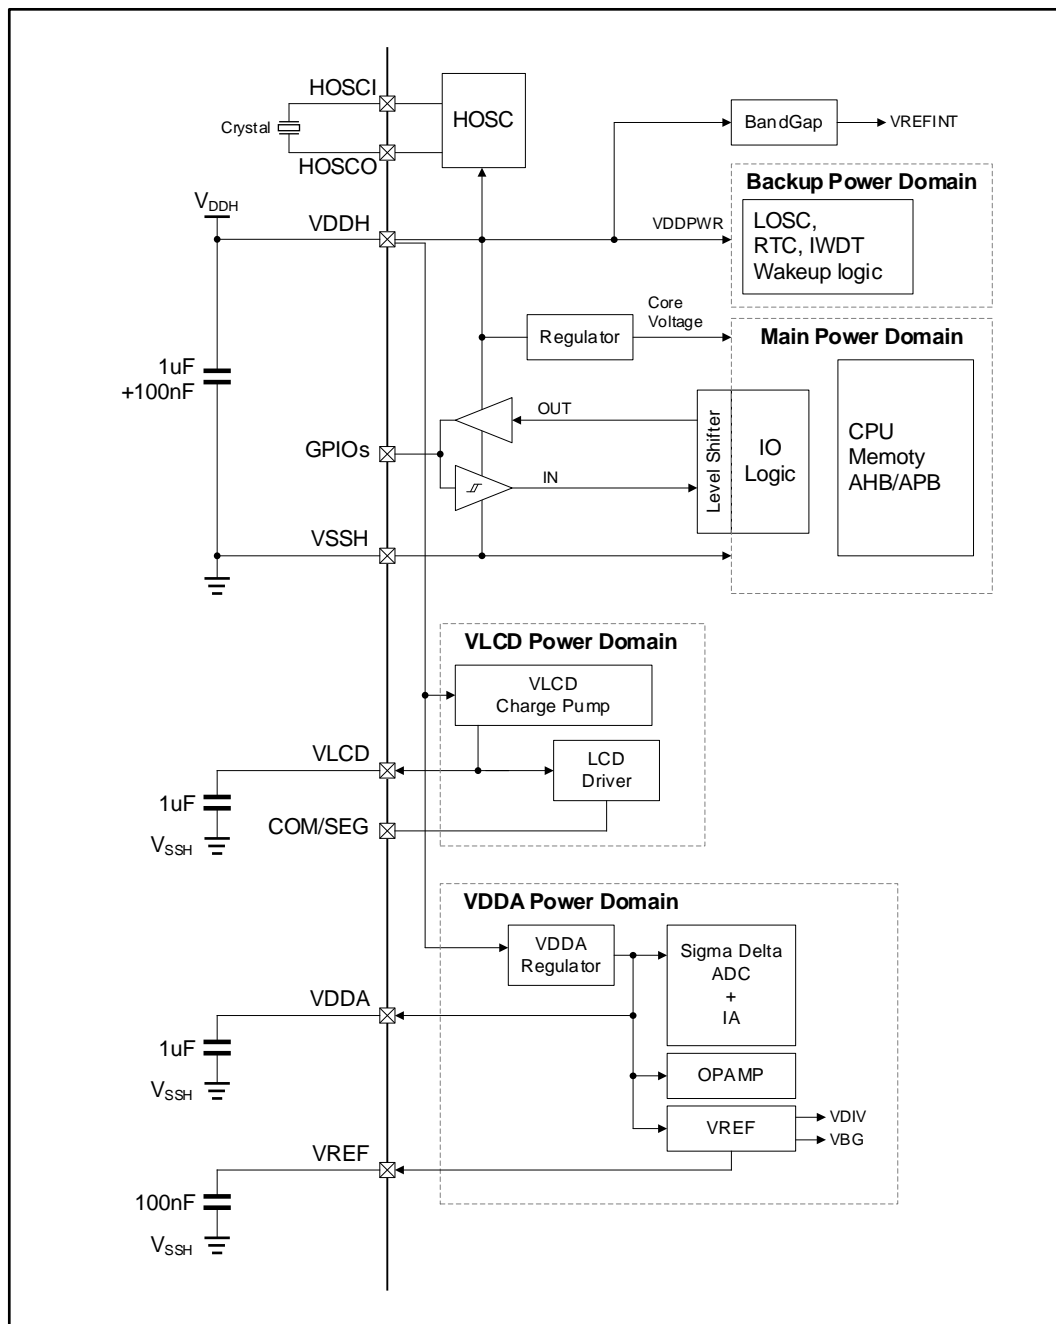 HOSCI
HOSC
Crystal
HOSCO
BandGap
VREFINT
Backup Power Domain
VDDH
VDDH
VDDPWR
LOSC,
RTC, IWDT
Wakeup logic
Core
Voltage
Regulator
Main Power Domain
1uF
+100nF
OUT
GPIOs
IN
Level Shifter
IO
Logic
CPU
Memoty
AHB/APB
VSSH
VLCD Power Domain
VLCD
Charge Pump
VLCD
LCD
Driver
1uF
COM/SEG
VSSH
VDDA Power Domain
VDDA
Regulator
Sigma Delta
ADC
+
IA
VDDA
1uF
VSSH
OPAMP
VREF
VDIV
VBG
VREF
100nF
VSSH